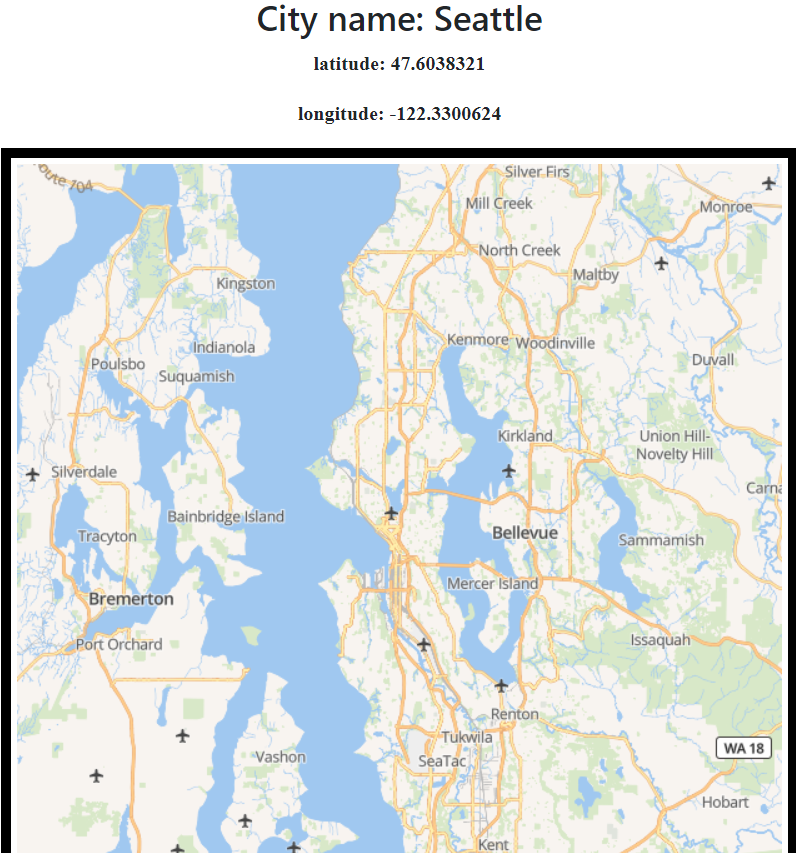 City name: Seattle
latitude: 47.6038321
longitude: -122.3300624
Route 104
Silver Firs
Mill Creek
Monroe
North Creek
Maltby
Kingston
Kenmore
Woodinville
Indianola
Duvall
Poulsbo
Suquamish
Kirkland
Union Hill-
Novelty Hill
Silverdale
Carna
Bainbridge Island
Bellevue
Tracyton
Sammamish
Mercer Island
Bremerton
Port Orchard
Issaquah
Renton
Tukwila
WA 18
Vashon
SeaTac
Hobart
Kent